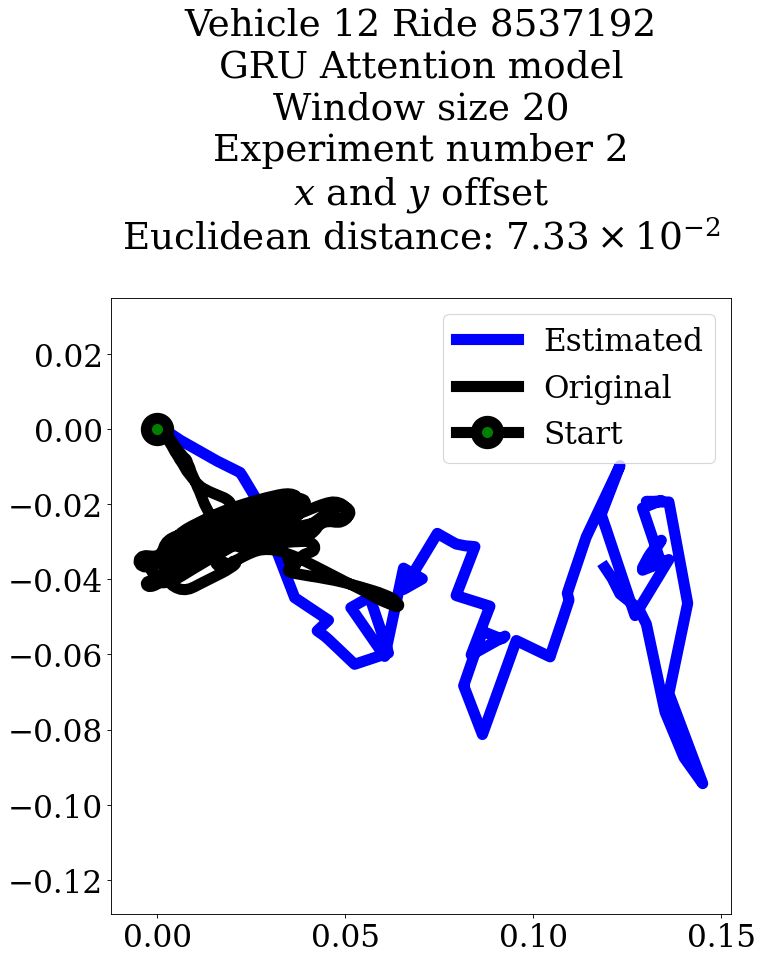 Vehicle 12 Ride 8537192
GRU Attention model
Window size 20
Experiment number 2
x and y offset
Euclidean distance: 7.33 × 10⁻²
Estimated
Original
Start
0.02
0.00
−0.02
−0.04
−0.06
−0.08
−0.10
−0.12
0.00 0.05 0.10 0.15